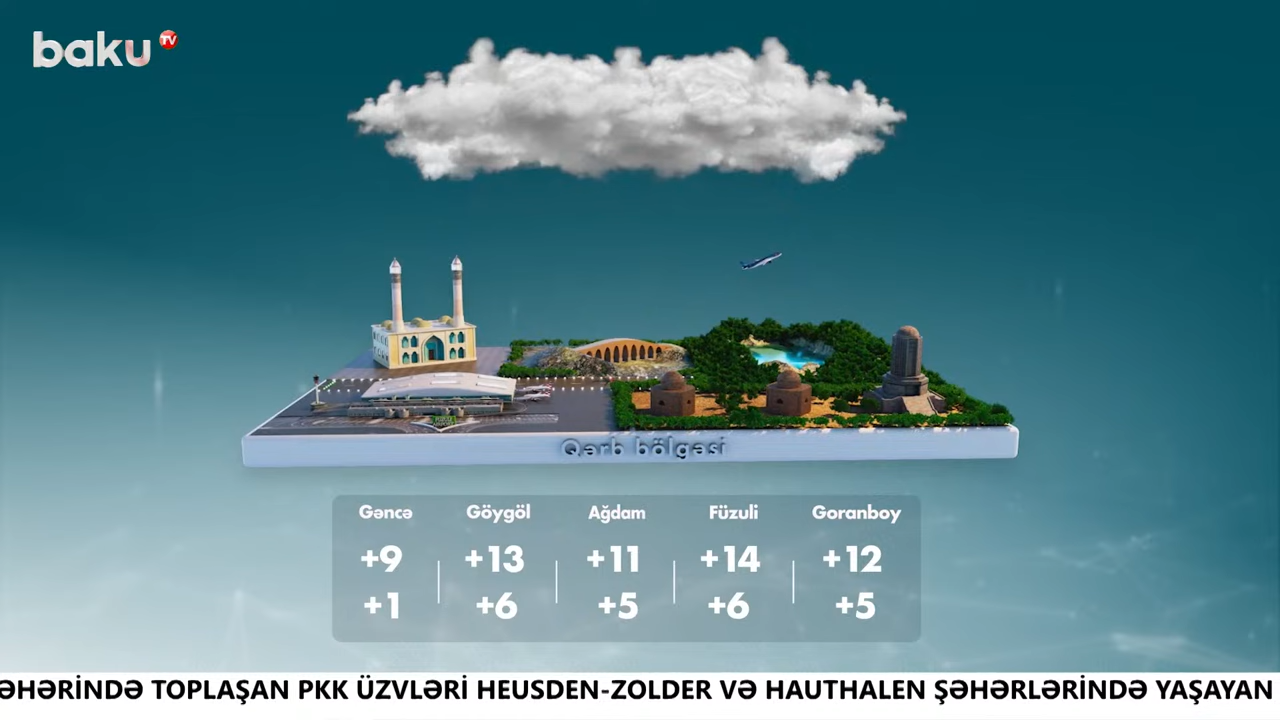 baku TV
Qərb bölgəsi
Gəncə Göygöl Ağdam Füzuli Goranboy
+9 +13 +11 +14 +12
+1 +6 +5 +6 +5
ƏHƏRİNDƏ TOPLAŞAN PKK ÜZVLƏRİ HEUSDEN-ZOLDER VƏ HAUTHALEN ŞƏHƏRLƏRİNDƏ YAŞAYAN